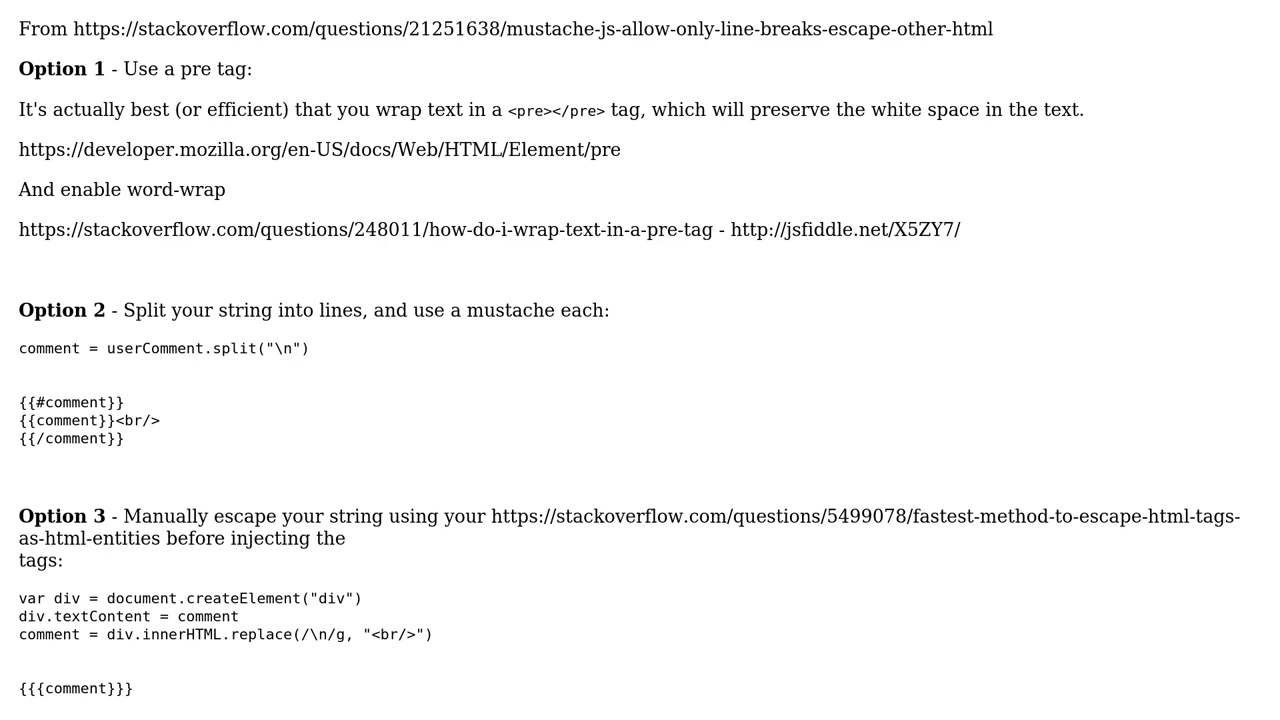 From https://stackoverflow.com/questions/21251638/mustache-js-allow-only-line-breaks-escape-other-html
Option 1 - Use a pre tag:
It's actually best (or efficient) that you wrap text in a <pre></pre> tag, which will preserve the white space in the text.
https://developer.mozilla.org/en-US/docs/Web/HTML/Element/pre
And enable word-wrap
https://stackoverflow.com/questions/248011/how-do-i-wrap-text-in-a-pre-tag - http://jsfiddle.net/X5ZY7/
Option 2 - Split your string into lines, and use a mustache each:
comment = userComment.split("\n")
{{#comment}}
{{comment}}<br/>
{{/comment}}
Option 3 - Manually escape your string using your https://stackoverflow.com/questions/5499078/fastest-method-to-escape-html-tags-
as-html-entities before injecting the
tags:
var div = document.createElement("div")
div.textContent = comment
comment = div.innerHTML.replace(/\n/g, "<br/>")
{{{comment}}}